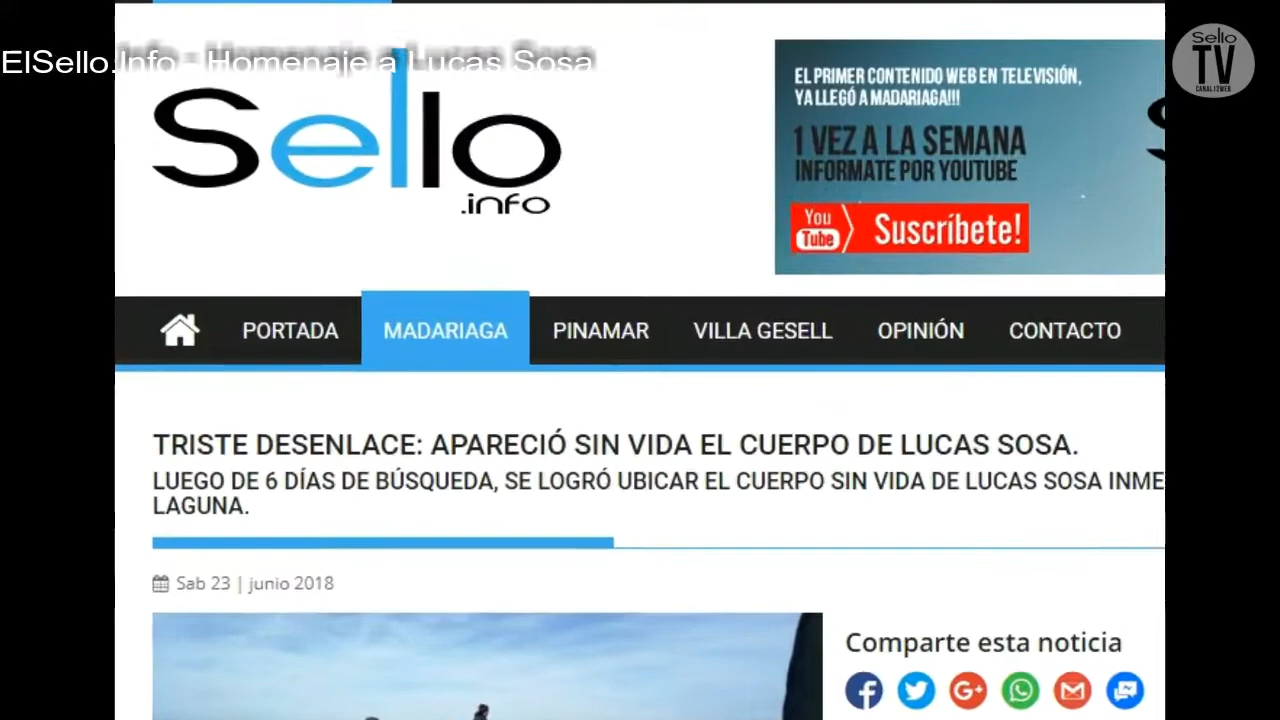 ElSello.Info - Homenaje a Lucas Sosa
Sello
.info
EL PRIMER CONTENIDO WEB EN TELEVISIÓN,
YA LLEGÓ A MADARIAGA!!!
1 VEZ A LA SEMANA
INFORMATE POR YOUTUBE
You
Tube
Suscríbete!
Sello
TV
CANAL12WEB
PORTADA MADARIAGA PINAMAR VILLA GESELL OPINIÓN CONTACTO
TRISTE DESENLACE: APARECIÓ SIN VIDA EL CUERPO DE LUCAS SOSA.
LUEGO DE 6 DÍAS DE BÚSQUEDA, SE LOGRÓ UBICAR EL CUERPO SIN VIDA DE LUCAS SOSA INME
LAGUNA.
Sab 23 | junio 2018
Comparte esta noticia